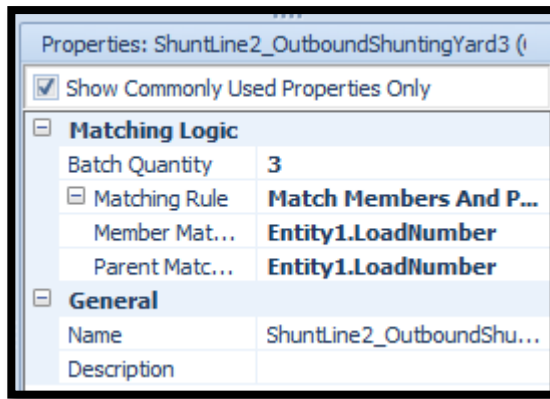 Properties: ShuntLine2_OutboundShuntingYard3 (
Show Commonly Used Properties Only
Matching Logic
Batch Quantity 3
Matching Rule Match Members And P...
Member Mat... Entity1.LoadNumber
Parent Matc... Entity1.LoadNumber
General
Name ShuntLine2_OutboundShu...
Description